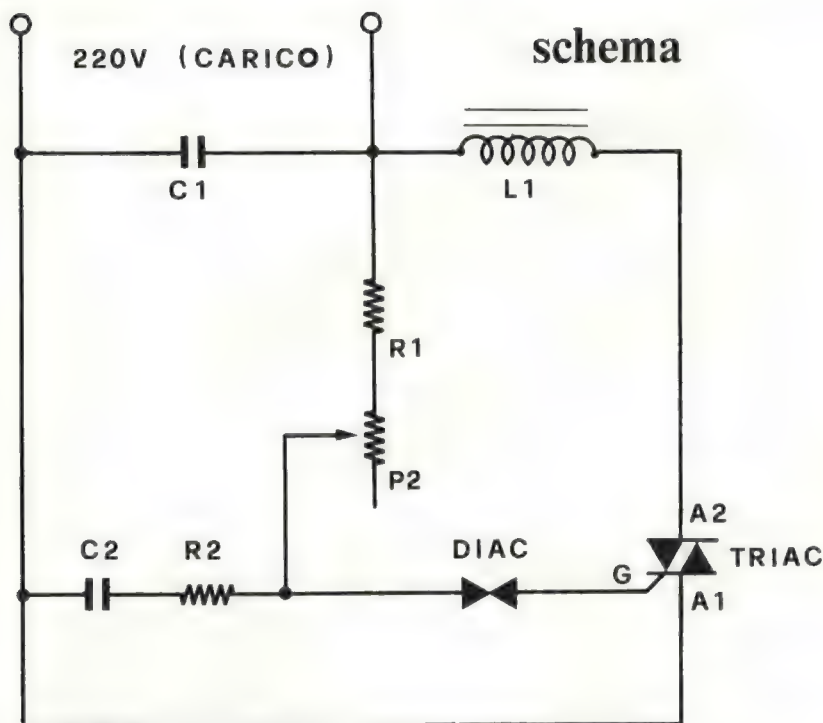 schema
220V (CARICO)
C1
L1
R1
P2
C2 R2 DIAC
A2
TRIAC
G
A1